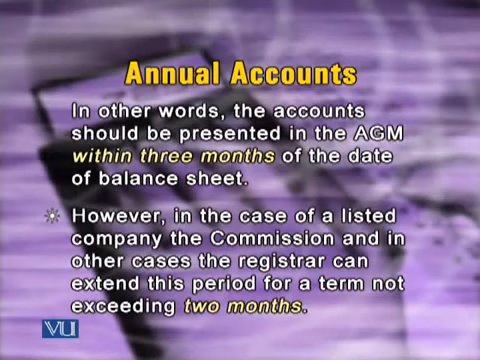 Annual Accounts
In other words, the accounts
should be presented in the AGM
within three months of the date
of balance sheet.
However, in the case of a listed
company the Commission and in
other cases the registrar can
extend this period for a term not
exceeding two months.
VU